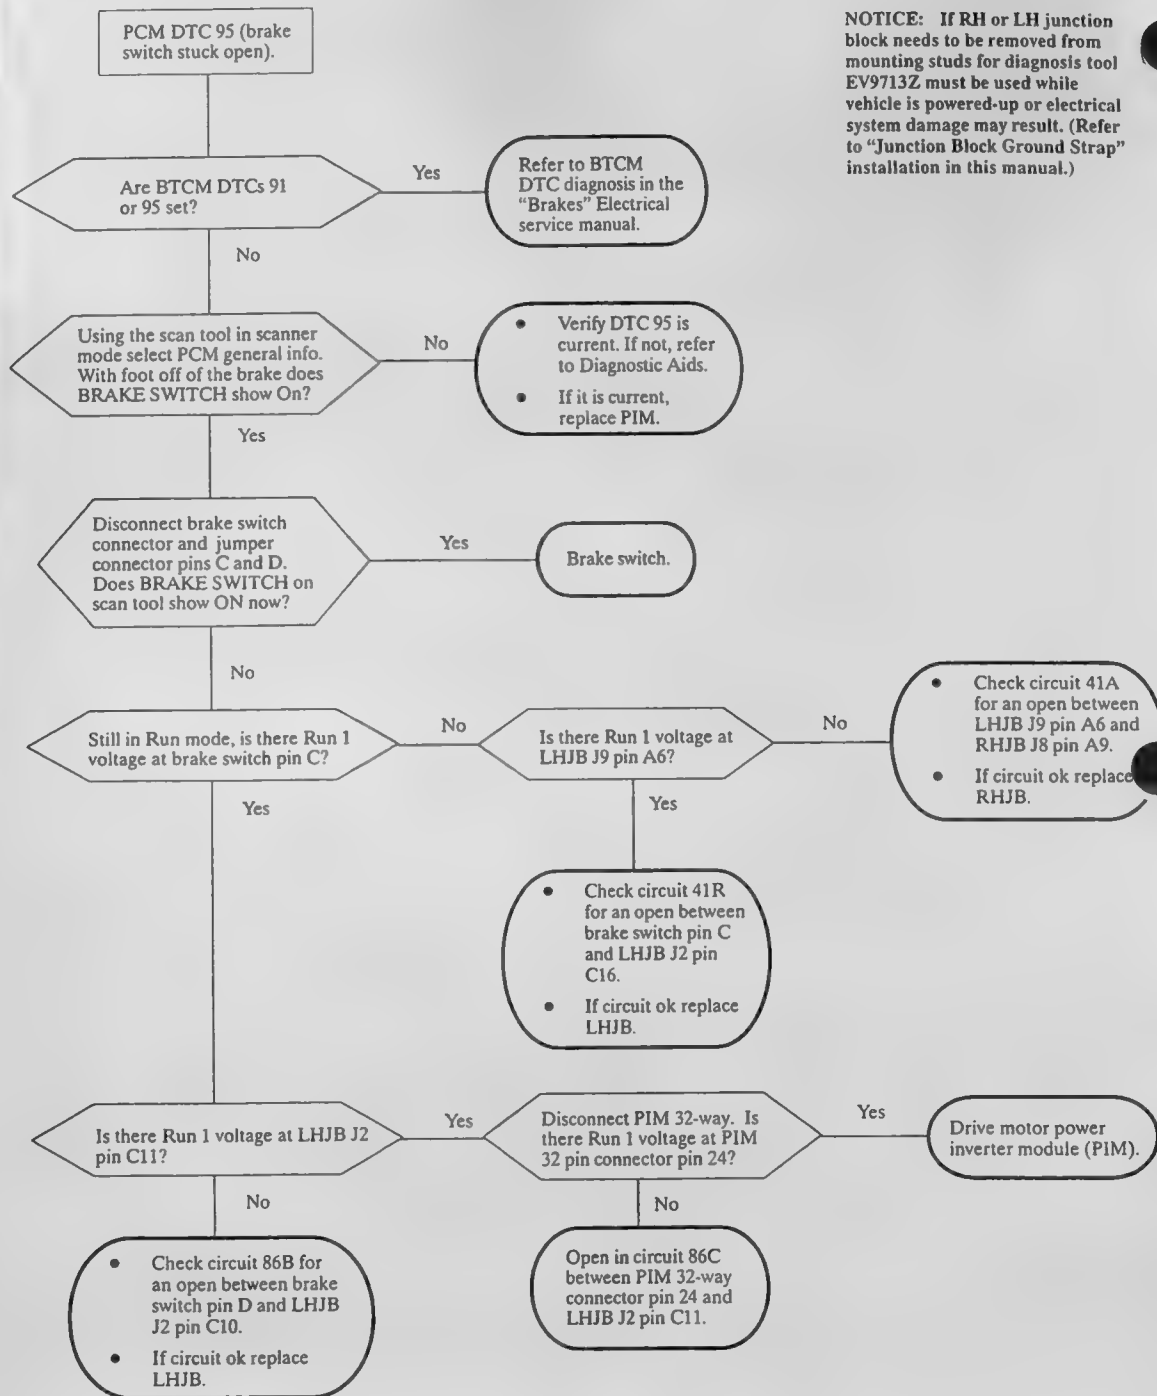 PCM DTC 95 (brake
switch stuck open).
NOTICE: If RH or LH junction
block needs to be removed from
mounting studs for diagnosis tool
EV9713Z must be used while
vehicle is powered-up or electrical
system damage may result. (Refer
to “Junction Block Ground Strap”
installation in this manual.)
Are BTCM DTCs 91
or 95 set?
Yes
Refer to BTCM
DTC diagnosis in the
“Brakes” Electrical
service manual.
No
Using the scan tool in scanner
mode select PCM general info.
With foot off of the brake does
BRAKE SWITCH show On?
No
• Verify DTC 95 is
current. If not, refer
to Diagnostic Aids.
• If it is current,
replace PIM.
Yes
Disconnect brake switch
connector and jumper
connector pins C and D.
Does BRAKE SWITCH on
scan tool show ON now?
Yes
Brake switch.
No
Still in Run mode, is there Run 1
voltage at brake switch pin C?
No
Is there Run 1 voltage at
LHJB J9 pin A6?
No
• Check circuit 41A
for an open between
LHJB J9 pin A6 and
RHJB J8 pin A9.
• If circuit ok replace
RHJB.
Yes
Yes
• Check circuit 41R
for an open between
brake switch pin C
and LHJB J2 pin
C16.
• If circuit ok replace
LHJB.
Is there Run 1 voltage at LHJB J2
pin C11?
Yes
Disconnect PIM 32-way. Is
there Run 1 voltage at PIM
32 pin connector pin 24?
Yes
Drive motor power
inverter module (PIM).
No
No
• Check circuit 86B for
an open between brake
switch pin D and LHJB
J2 pin C10.
• If circuit ok replace
LHJB.
Open in circuit 86C
between PIM 32-way
connector pin 24 and
LHJB J2 pin C11.